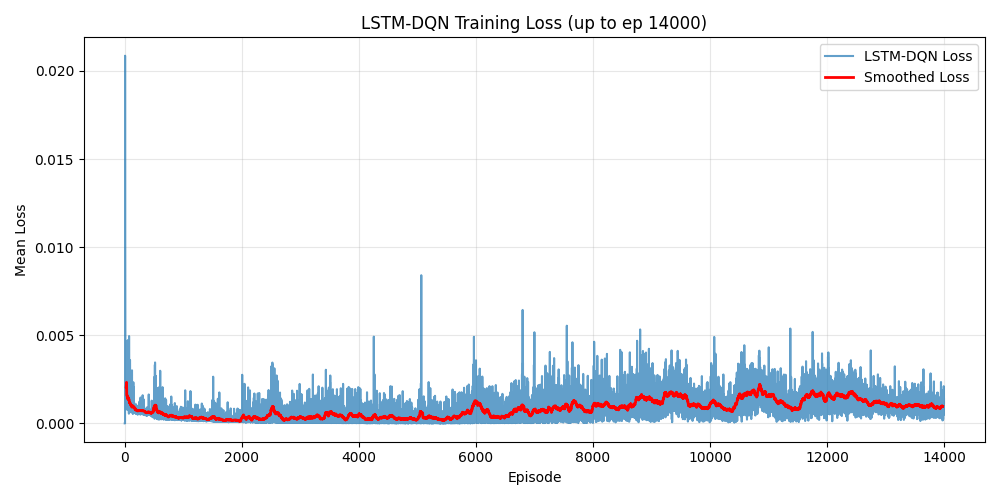 LSTM-DQN Training Loss (up to ep 14000)
LSTM-DQN Loss
Smoothed Loss
Mean Loss
0.020
0.015
0.010
0.005
0.000
0 2000 4000 6000 8000 10000 12000 14000
Episode